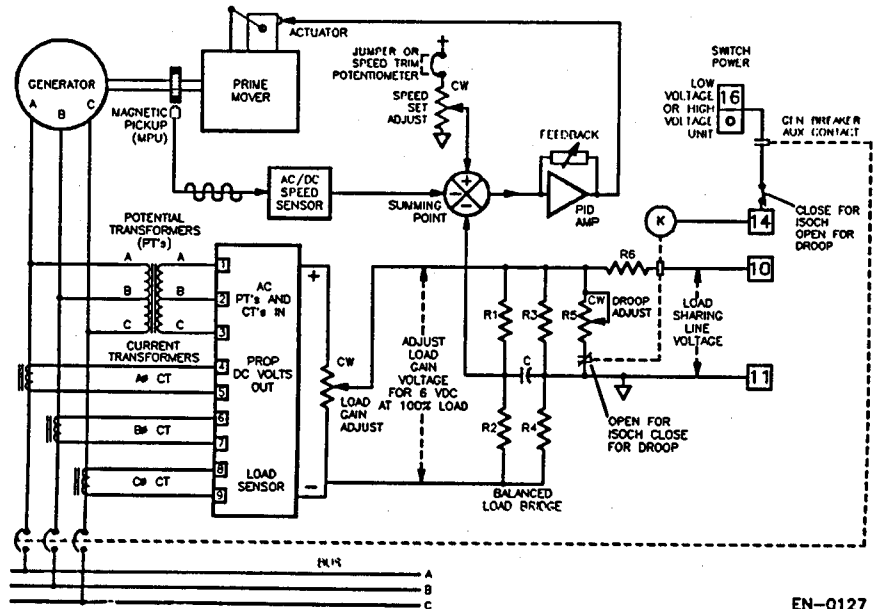 ACTUATOR
GENERATOR
A
B
C
PRIME
MOVER
MAGNETIC
PICKUP
(MPU)
JUMPER OR
SPEED TRIM
POTENTIOMETER
+
CW
SPEED
SET
ADJUST
SWITCH
POWER
LOW
VOLTAGE
OR HIGH
VOLTAGE
UNIT
16
GEN BREAKER
AUX CONTACT
FEEDBACK
AC/DC
SPEED
SENSOR
+
-
-
SUMMING
POINT
PID
AMP
K
14
CLOSE FOR
ISOCH
OPEN FOR
DROOP
POTENTIAL
TRANSFORMERS
(PT's)
A
A
1
B
B
2
C
C
3
AC
PT's AND
CT's IN
+
CURRENT
TRANSFORMERS
PROP
DC VOLTS
OUT
4
AØ CT
5
6
BØ CT
7
8
CØ CT
9
LOAD
SENSOR
-
CW
LOAD
GAIN
ADJUST
ADJUST
LOAD
GAIN
VOLTAGE
FOR 6 VDC
AT 100% LOAD
R1
R3
R5
CW
DROOP
ADJUST
R6
10
LOAD
SHARING
LINE
VOLTAGE
C
11
R2
R4
OPEN FOR
ISOCH CLOSE
FOR DROOP
BALANCED
LOAD BRIDGE
BUS
A
B
C
EN-0127